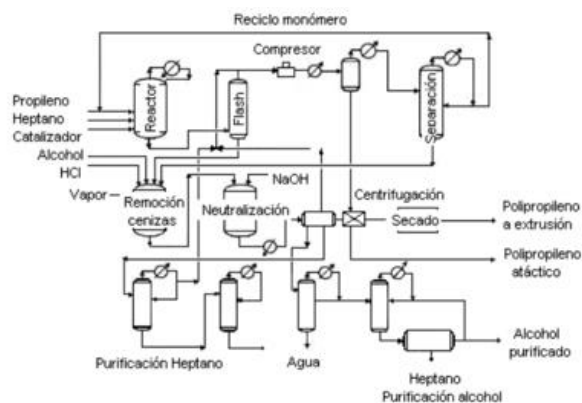 Reciclo monómero
Compresor
Propileno
Heptano
Catalizador
Alcohol
HCl
Vapor
Reactor
Flash
Separación
Remoción
cenizas
NaOH
Neutralización
Centrifugación
Secado
Polipropileno
a extrusión
Polipropileno
atáctico
Purificación Heptano
Agua
Alcohol
purificado
Heptano
Purificación alcohol